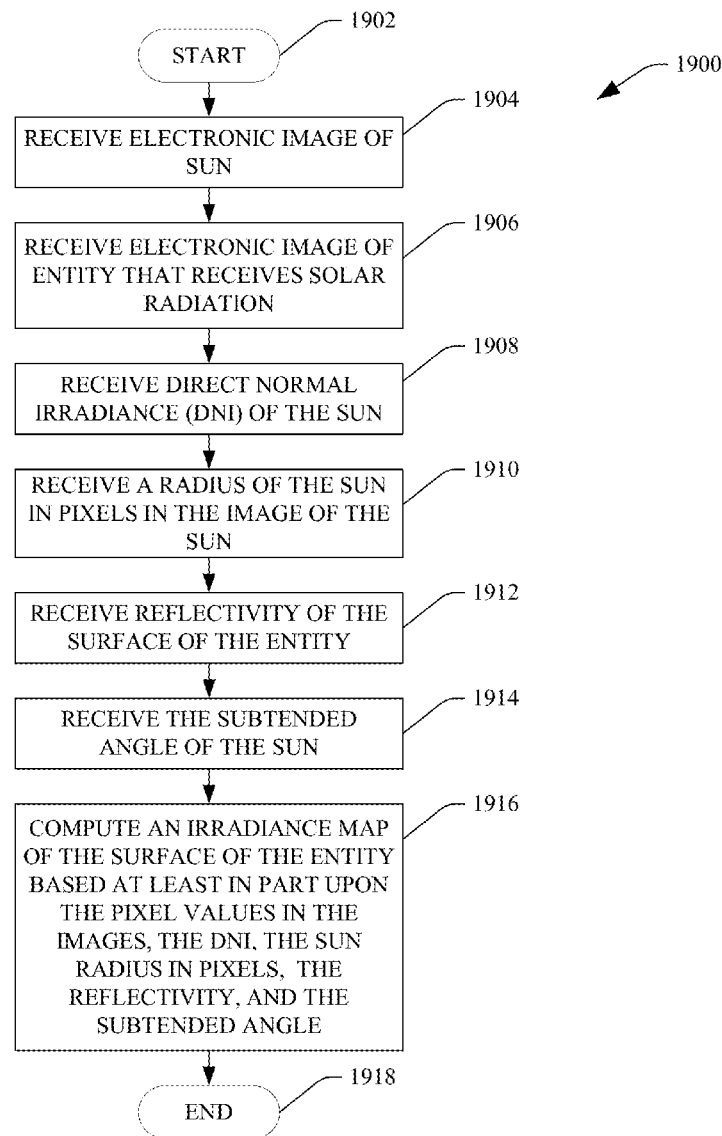 START
1902
1900
1904
RECEIVE ELECTRONIC IMAGE OF
SUN
1906
RECEIVE ELECTRONIC IMAGE OF
ENTITY THAT RECEIVES SOLAR
RADIATION
1908
RECEIVE DIRECT NORMAL
IRRADIANCE (DNI) OF THE SUN
1910
RECEIVE A RADIUS OF THE SUN
IN PIXELS IN THE IMAGE OF THE
SUN
1912
RECEIVE REFLECTIVITY OF THE
SURFACE OF THE ENTITY
1914
RECEIVE THE SUBTENDED
ANGLE OF THE SUN
1916
COMPUTE AN IRRADIANCE MAP
OF THE SURFACE OF THE ENTITY
BASED AT LEAST IN PART UPON
THE PIXEL VALUES IN THE
IMAGES, THE DNI, THE SUN
RADIUS IN PIXELS, THE
REFLECTIVITY, AND THE
SUBTENDED ANGLE
1918
END